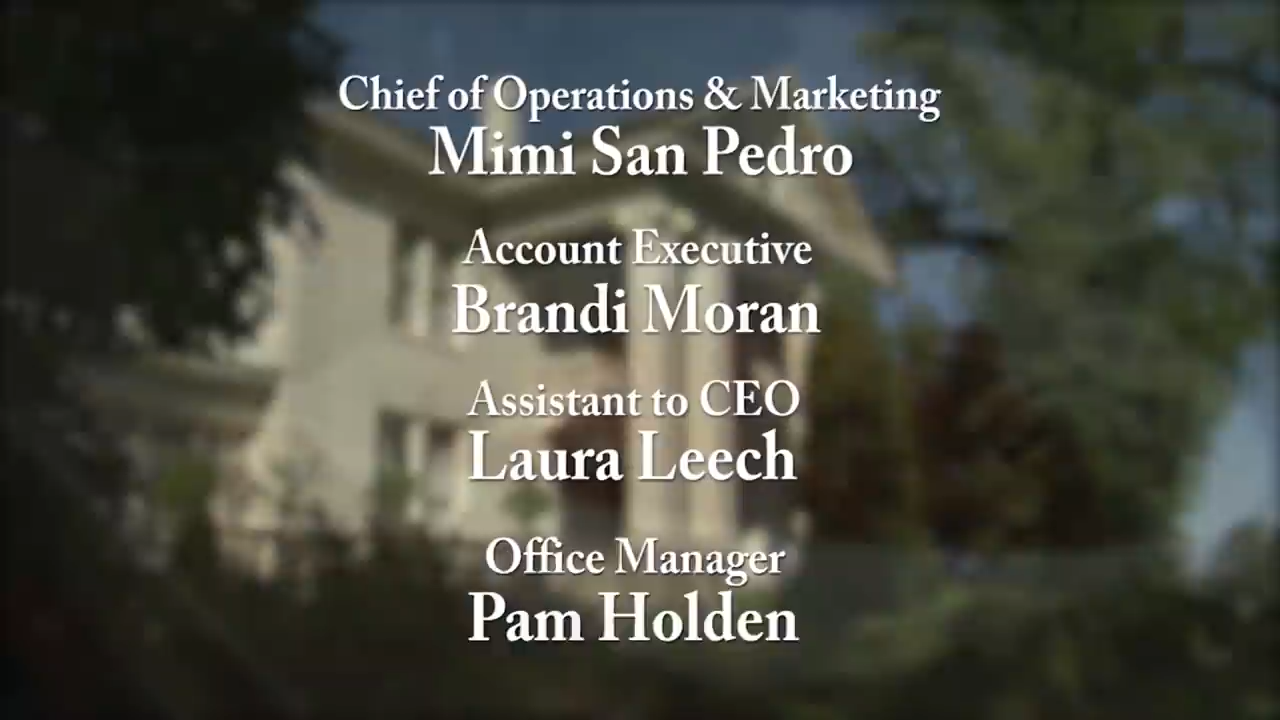 Chief of Operations & Marketing
Mimi San Pedro
Account Executive
Brandi Moran
Assistant to CEO
Laura Leech
Office Manager
Pam Holden